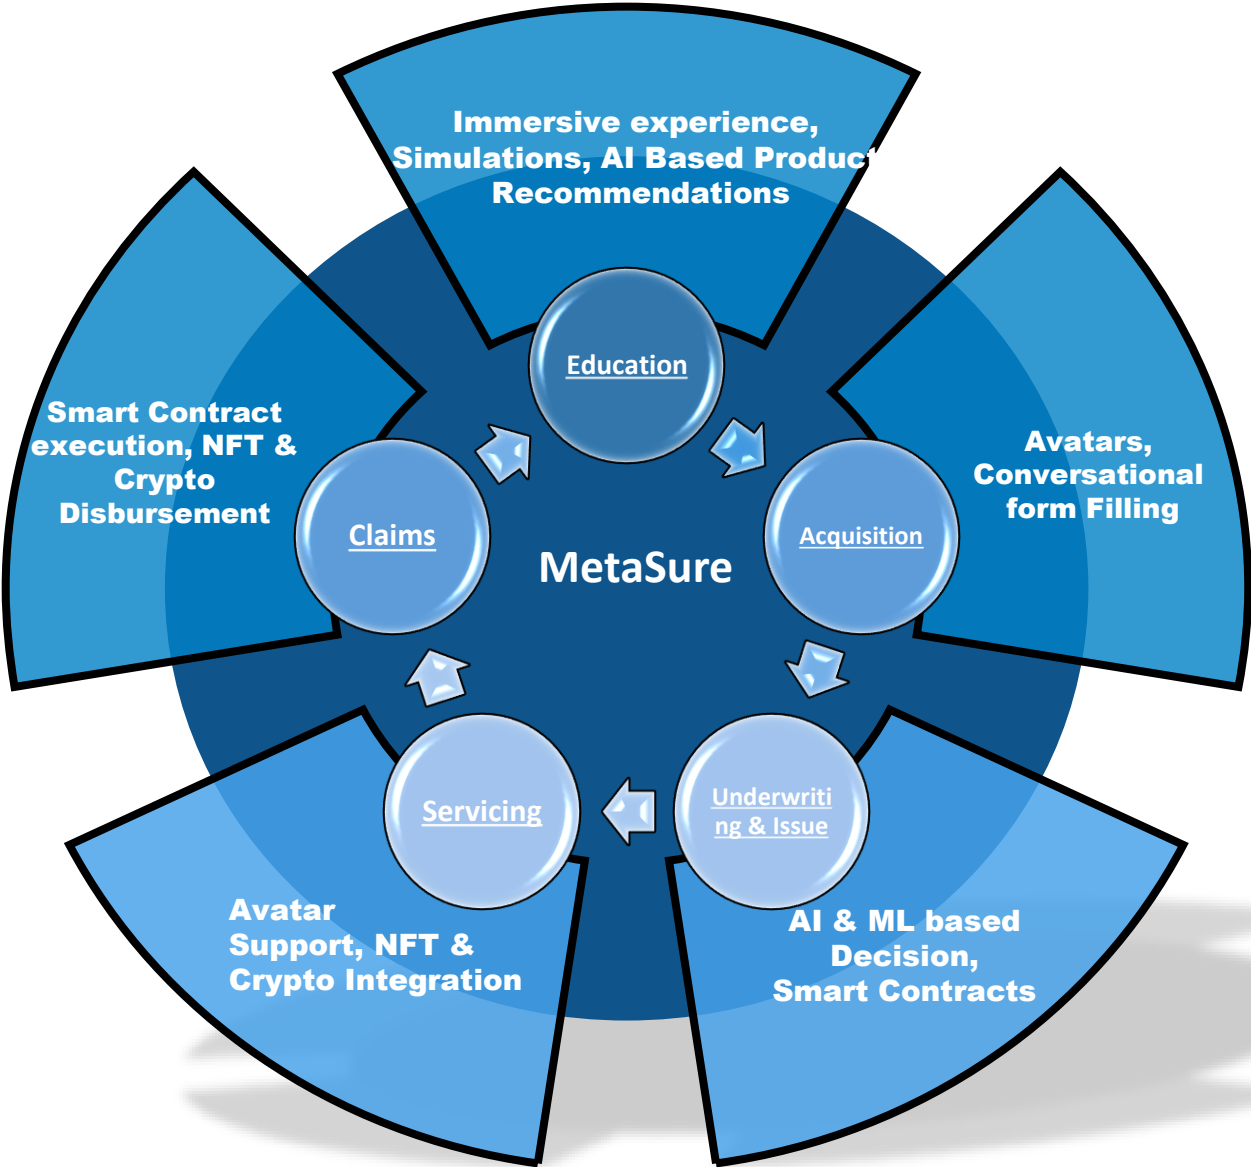 Immersive experience,
Simulations, AI Based Product
Recommendations
Education
Avatars,
Conversational
form Filling
Acquisition
AI & ML based
Decision,
Smart Contracts
Underwriti
ng & Issue
Avatar
Support, NFT &
Crypto Integration
Servicing
Smart Contract
execution, NFT &
Crypto
Disbursement
Claims
MetaSure